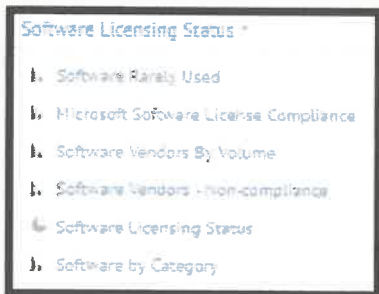 Software Licensing Status
Software Rarely Used
Microsoft Software License Compliance
Software Vendors By Volume
Software Vendors - Non-compliance
Software Licensing Status
Software by Category